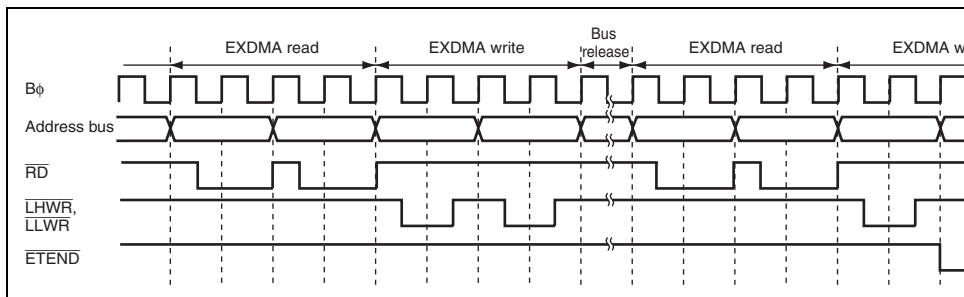 Bus
EXDMA read EXDMA write release EXDMA read EXDMA w
Bϕ
Address bus
RD
LHWR,
LLWR
ETEND